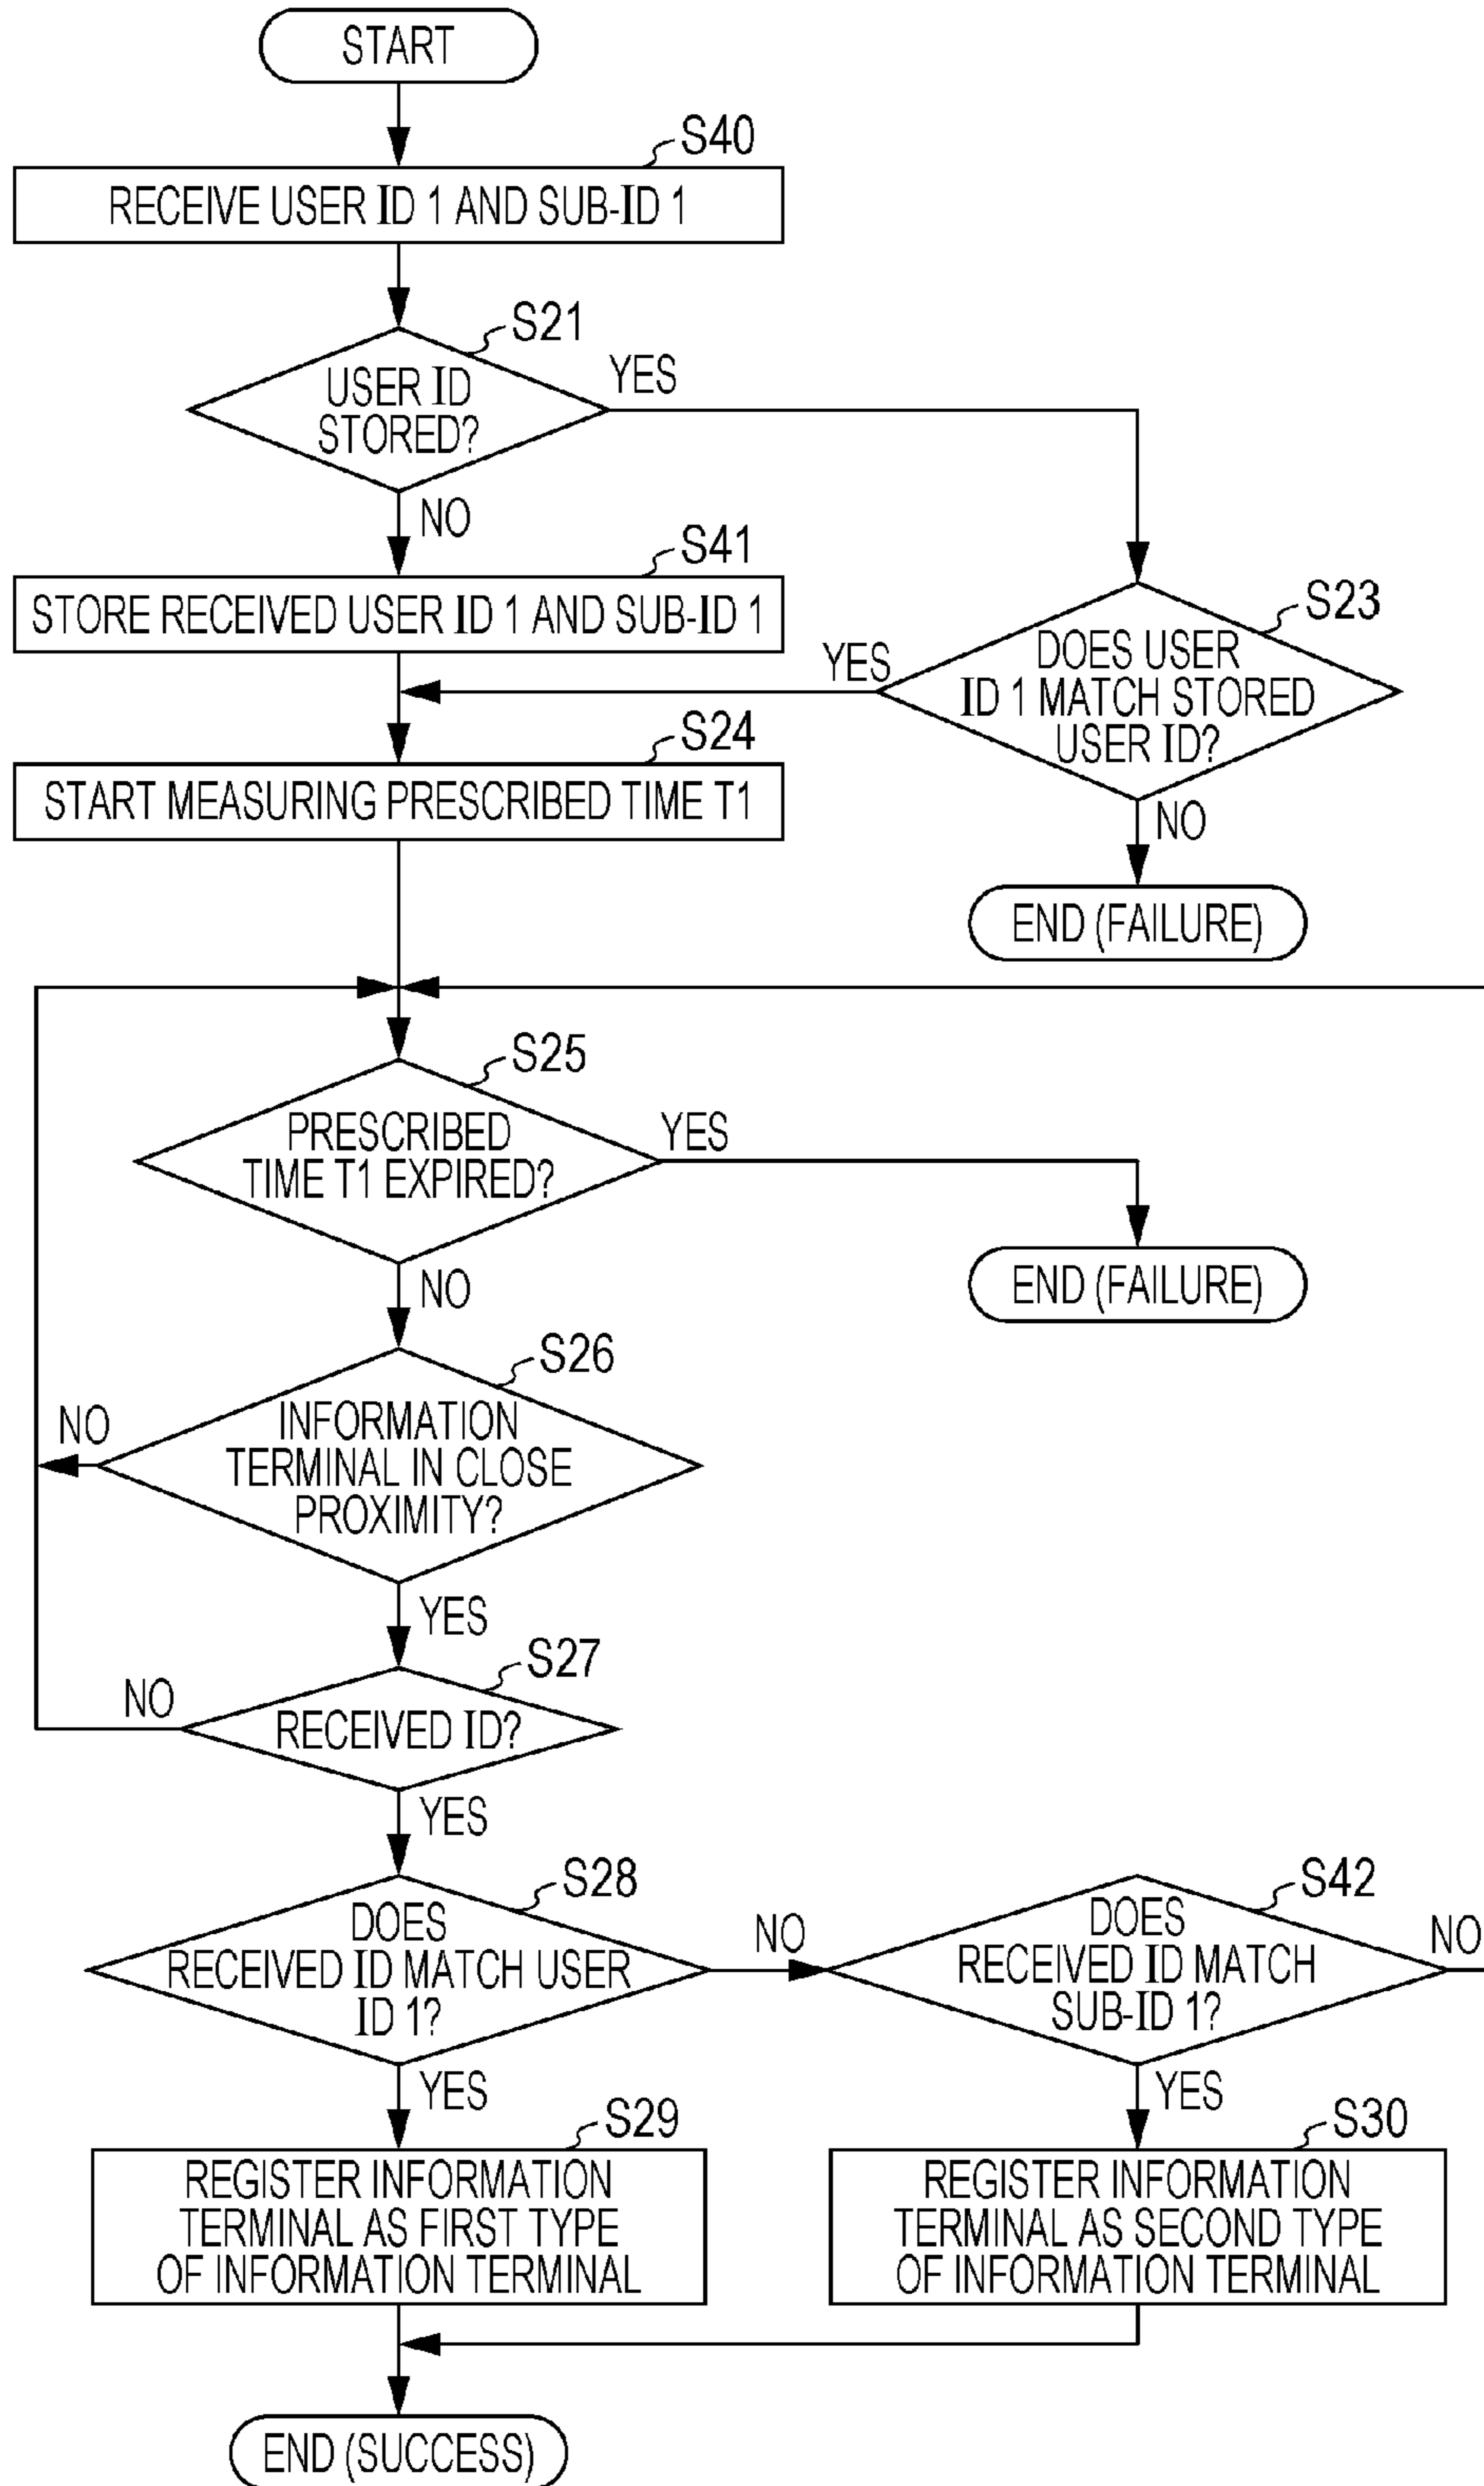 START
S40
RECEIVE USER ID 1 AND SUB-ID 1
S21
USER ID
STORED?
YES
NO
S41
STORE RECEIVED USER ID 1 AND SUB-ID 1
S23
DOES USER
ID 1 MATCH STORED
USER ID?
YES
NO
END (FAILURE)
S24
START MEASURING PRESCRIBED TIME T1
S25
PRESCRIBED
TIME T1 EXPIRED?
YES
END (FAILURE)
NO
S26
INFORMATION
TERMINAL IN CLOSE
PROXIMITY?
NO
YES
S27
RECEIVED ID?
NO
YES
S28
DOES
RECEIVED ID MATCH USER
ID 1?
NO
S42
DOES
RECEIVED ID MATCH
SUB-ID 1?
NO
YES
YES
S29
REGISTER INFORMATION
TERMINAL AS FIRST TYPE
OF INFORMATION TERMINAL
S30
REGISTER INFORMATION
TERMINAL AS SECOND TYPE
OF INFORMATION TERMINAL
END (SUCCESS)